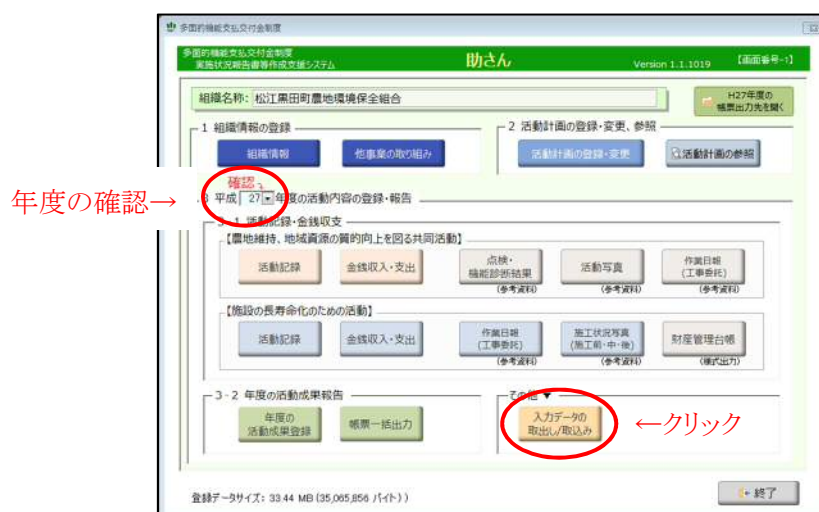 多面的機能支払交付金制度
多面的機能支払交付金制度
実施状況報告書等作成支援システム
助さん
Version 1.1.1019
【画面番号-1】
組織名称: 松江黒田町農地環境保全組合
H27年度の
帳票出力先を開く
1 組織情報の登録
2 活動計画の登録・変更、参照
組織情報
他事業の取り組み
活動計画の登録・変更
活動計画の参照
年度の確認→
確認
3 平成 27 年度の活動内容の登録・報告
3-1 活動記録・金銭収支
【農地維持、地域資源の質的向上を図る共同活動】
活動記録
金銭収入・支出
点検・
機能診断結果
(参考資料)
活動写真
(参考資料)
作業日報
(工事委託)
(参考資料)
【施設の長寿命化のための活動】
活動記録
金銭収入・支出
作業日報
(工事委託)
(参考資料)
施工状況写真
(施工前・中・後)
(参考資料)
財産管理台帳
(様式出力)
3-2 年度の活動成果報告
年度の
活動成果登録
帳票一括出力
その他 ▼
入力データの
取出し/取込み
←クリック
登録データサイズ: 33.44 MB (35,065,856 バイト) )
終了